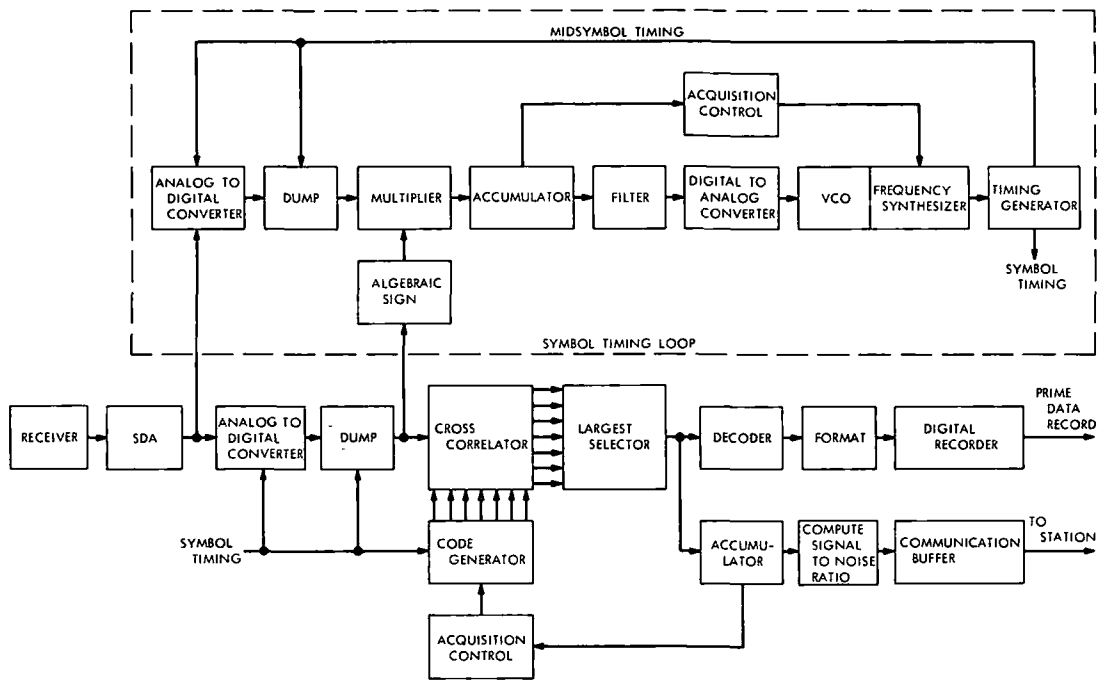 MIDSYMBOL TIMING
ACQUISITION
CONTROL
ANALOG TO
DIGITAL
CONVERTER
DUMP
MULTIPLIER
ACCUMULATOR
FILTER
DIGITAL TO
ANALOG
CONVERTER
VCO
FREQUENCY
SYNTHESIZER
TIMING
GENERATOR
ALGEBRAIC
SIGN
SYMBOL
TIMING
SYMBOL TIMING LOOP
RECEIVER
SDA
ANALOG TO
DIGITAL
CONVERTER
DUMP
CROSS
CORRELATOR
LARGEST
SELECTOR
DECODER
FORMAT
DIGITAL
RECORDER
PRIME
DATA
RECORD
SYMBOL
TIMING
CODE
GENERATOR
ACCUMU-
LATOR
COMPUTE
SIGNAL
TO NOISE
RATIO
COMMUNICATION
BUFFER
TO
STATION
ACQUISITION
CONTROL